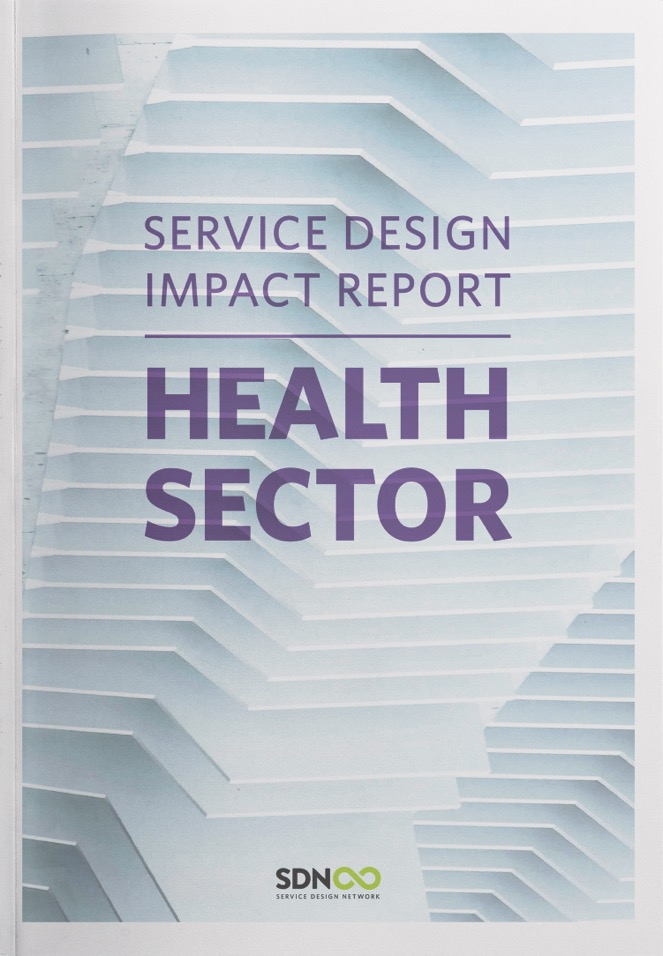 SERVICE DESIGN
IMPACT REPORT
HEALTH
SECTOR
SDN
SERVICE DESIGN NETWORK